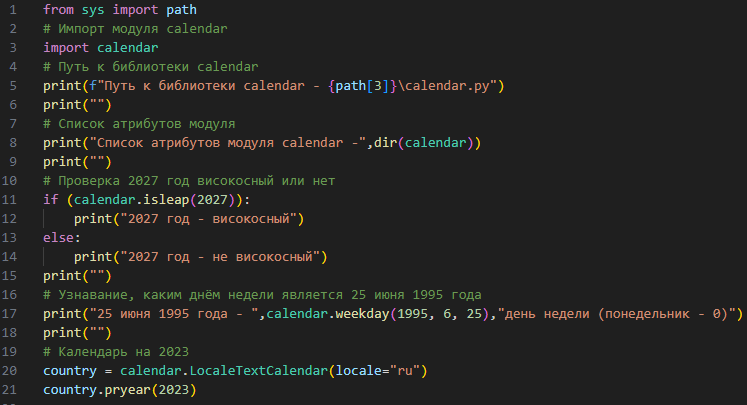 1 from sys import path
2 # Импорт модуля calendar
3 import calendar
4 # Путь к библиотеки calendar
5 print(f"Путь к библиотеки calendar - {path[3]}\calendar.py")
6 print("")
7 # Список атрибутов модуля
8 print("Список атрибутов модуля calendar -",dir(calendar))
9 print("")
10 # Проверка 2027 год високосный или нет
11 if (calendar.isleap(2027)):
12     print("2027 год - високосный")
13 else:
14     print("2027 год - не високосный")
15 print("")
16 # Узнавание, каким днём недели является 25 июня 1995 года
17 print("25 июня 1995 года - ",calendar.weekday(1995, 6, 25),"день недели (понедельник - 0)")
18 print("")
19 # Календарь на 2023
20 country = calendar.LocaleTextCalendar(locale="ru")
21 country.pryear(2023)